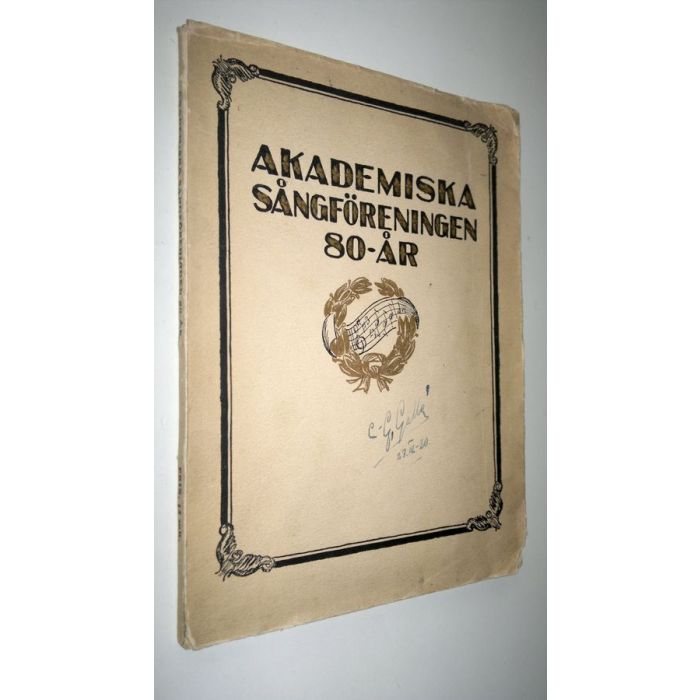 AKADEMISKA
SÅNGFÖRENINGEN
80-ÅR
C-G,